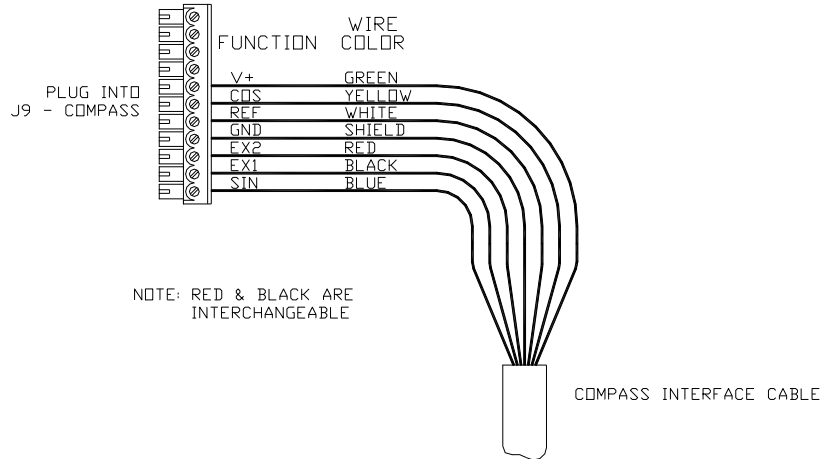 WIRE
FUNCTION COLOR
V+ GREEN
COS YELLOW
REF WHITE
GND SHIELD
EX2 RED
EX1 BLACK
SIN BLUE
PLUG INTO
J9 - COMPASS
NOTE: RED & BLACK ARE
INTERCHANGEABLE
COMPASS INTERFACE CABLE